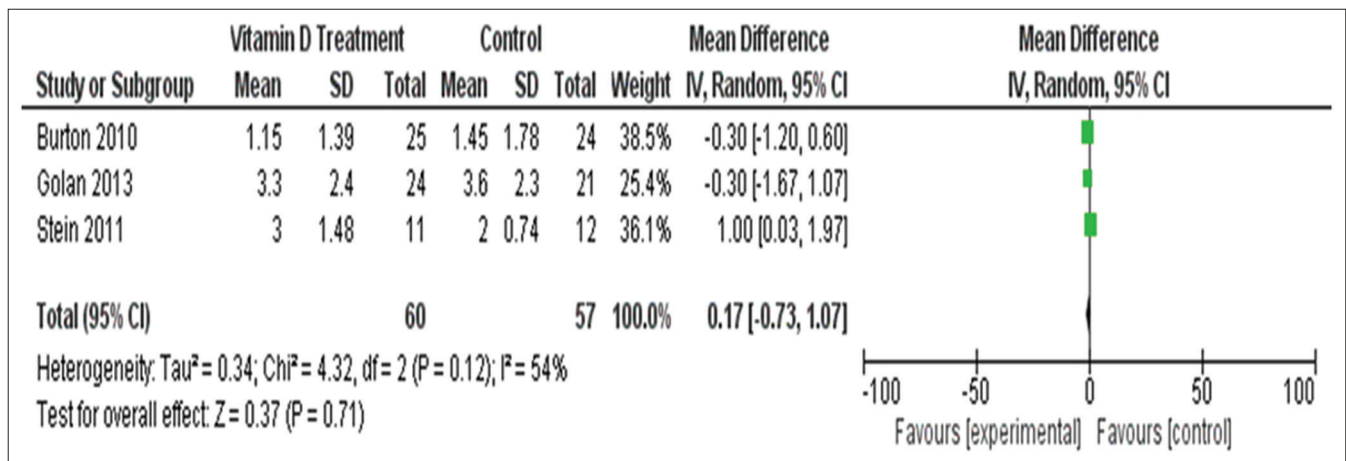 Vitamin D Treatment Control Mean Difference Mean Difference
Study or Subgroup Mean SD Total Mean SD Total Weight IV, Random, 95% CI IV, Random, 95% CI
Burton 2010 1.15 1.39 25 1.45 1.78 24 38.5% -0.30 [-1.20, 0.60]
Golan 2013 3.3 2.4 24 3.6 2.3 21 25.4% -0.30 [-1.67, 1.07]
Stein 2011 3 1.48 11 2 0.74 12 36.1% 1.00 [0.03, 1.97]
Total (95% CI) 60 57 100.0% 0.17 [-0.73, 1.07]
Heterogeneity: Tau² = 0.34; Chi² = 4.32, df = 2 (P = 0.12); I² = 54%
Test for overall effect: Z = 0.37 (P = 0.71)
-100 -50 0 50 100
Favours [experimental] Favours [control]